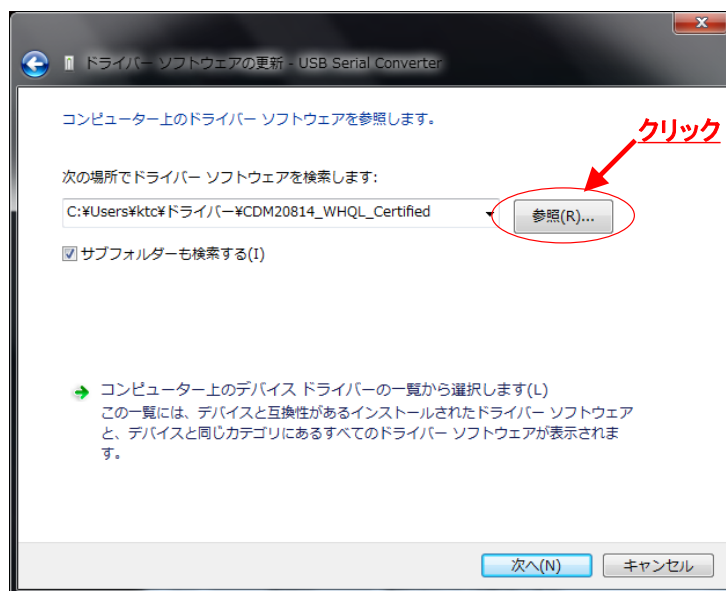 x
ドライバー ソフトウェアの更新 - USB Serial Converter
コンピューター上のドライバー ソフトウェアを参照します。
クリック
次の場所でドライバー ソフトウェアを検索します:
C:¥Users¥ktc¥ドライバー¥CDM20814_WHQL_Certified
参照(R)...
サブフォルダーも検索する(I)
コンピューター上のデバイス ドライバーの一覧から選択します(L)
この一覧には、デバイスと互換性があるインストールされたドライバー ソフトウェア
と、デバイスと同じカテゴリにあるすべてのドライバー ソフトウェアが表示されま
す。
次へ(N)
キャンセル